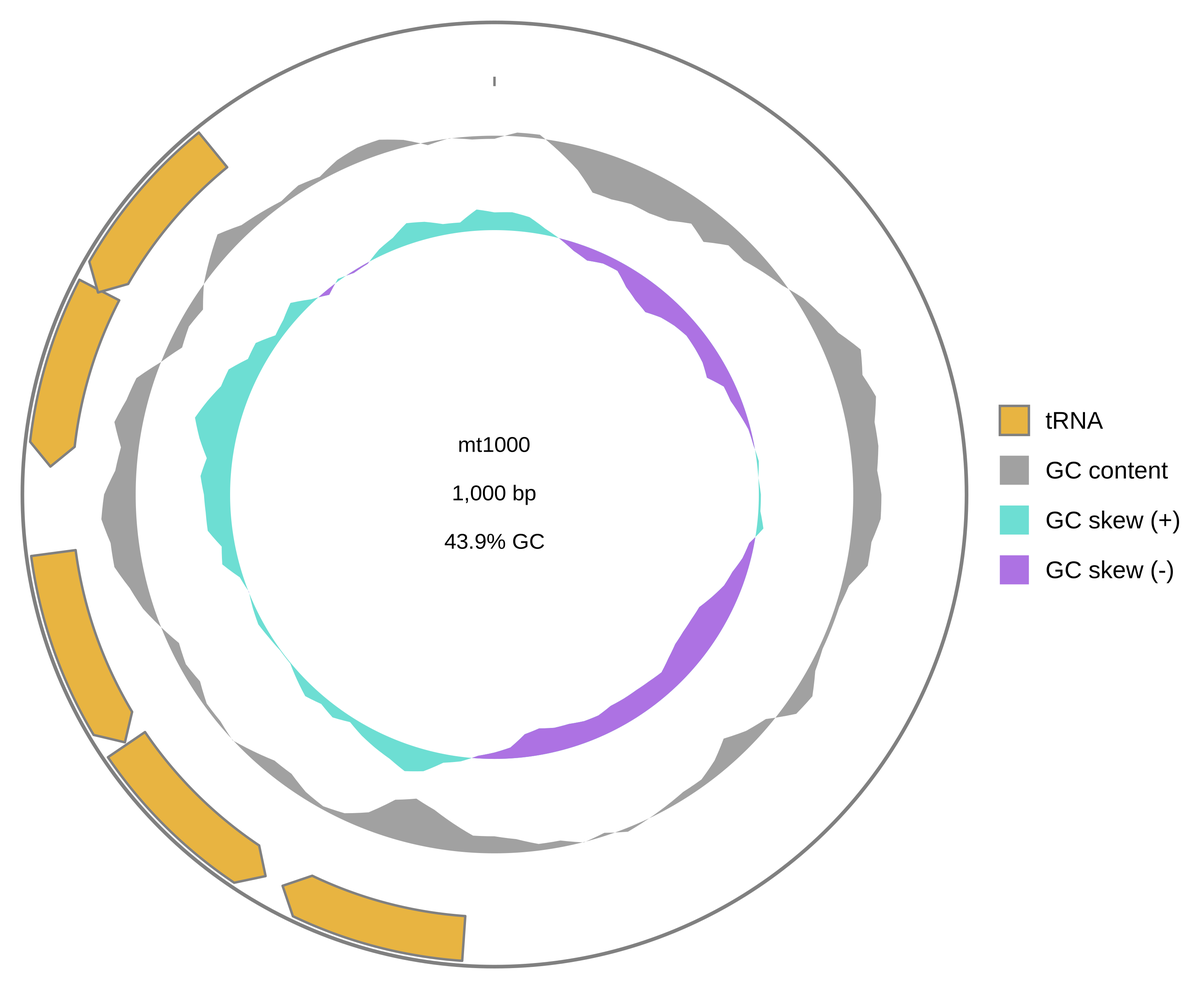 mt1000
1,000 bp
43.9% GC
tRNA
GC content
GC skew (+)
GC skew (-)